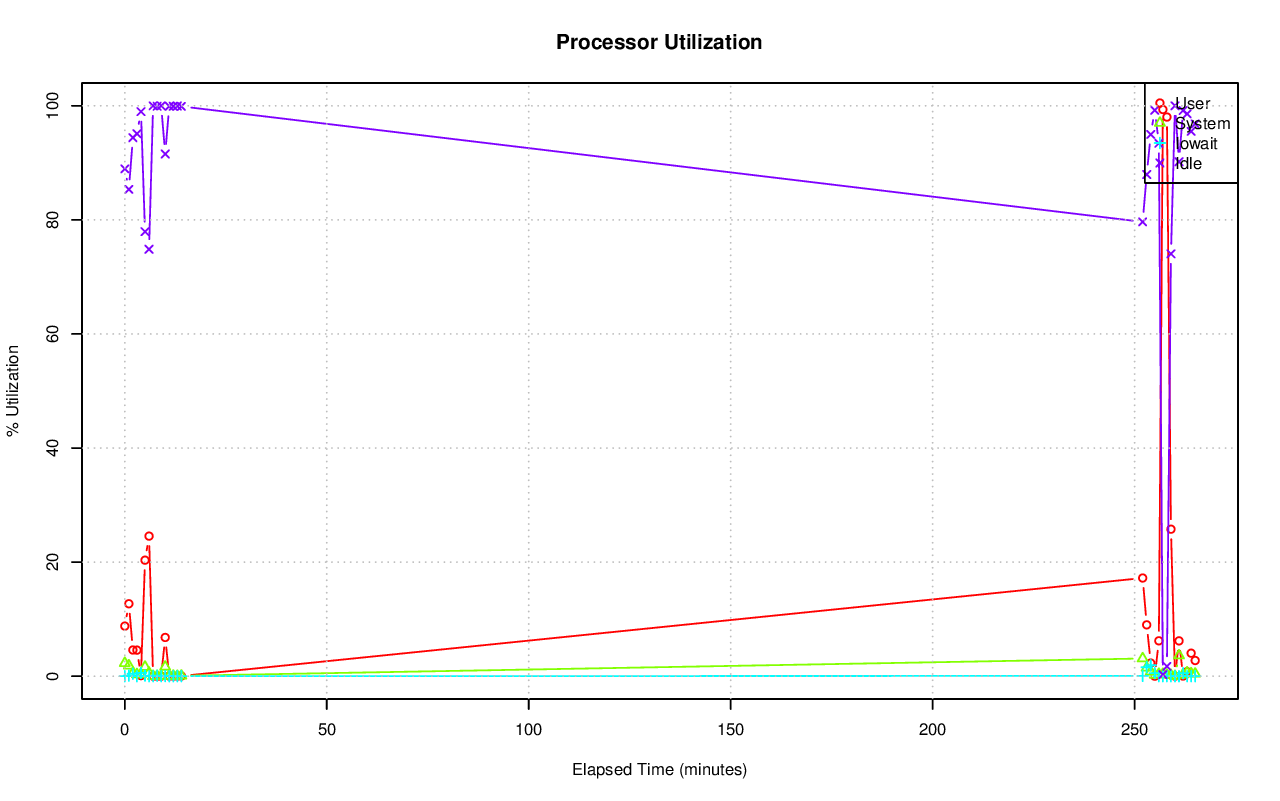 Processor Utilization
% Utilization
100
80
60
40
20
0
User
System
Iowait
Idle
0 50 100 150 200 250
Elapsed Time (minutes)